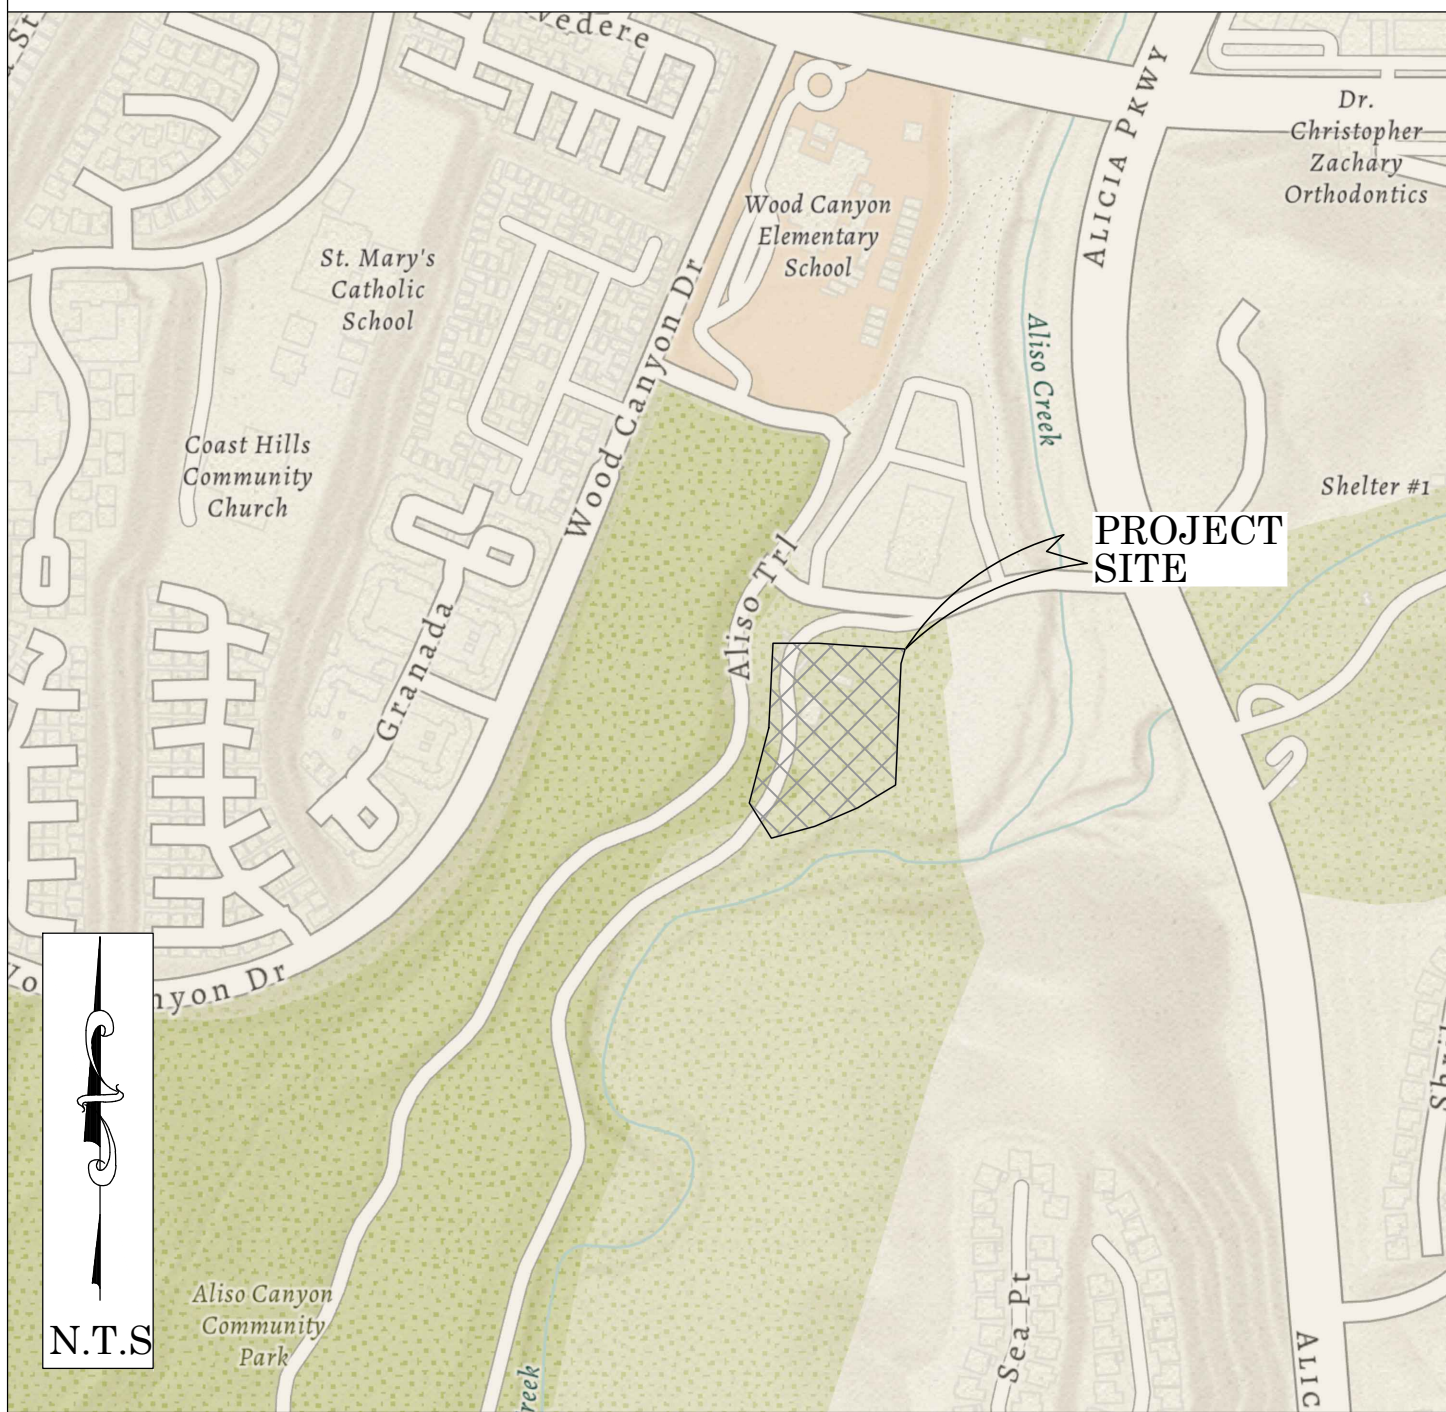 St
vedere
ALICIA PKWY
Dr.
Christopher
Zachary
Orthodontics
Wood Canyon
Elementary
School
St. Mary's
Catholic
School
Wood Canyon Dr
Aliso Creek
Coast Hills
Community
Church
Shelter #1
PROJECT
SITE
Aliso Trl
Granada
nyon Dr
N.T.S
Aliso Canyon
Community
Park
reek
Sea Pt
ALIC